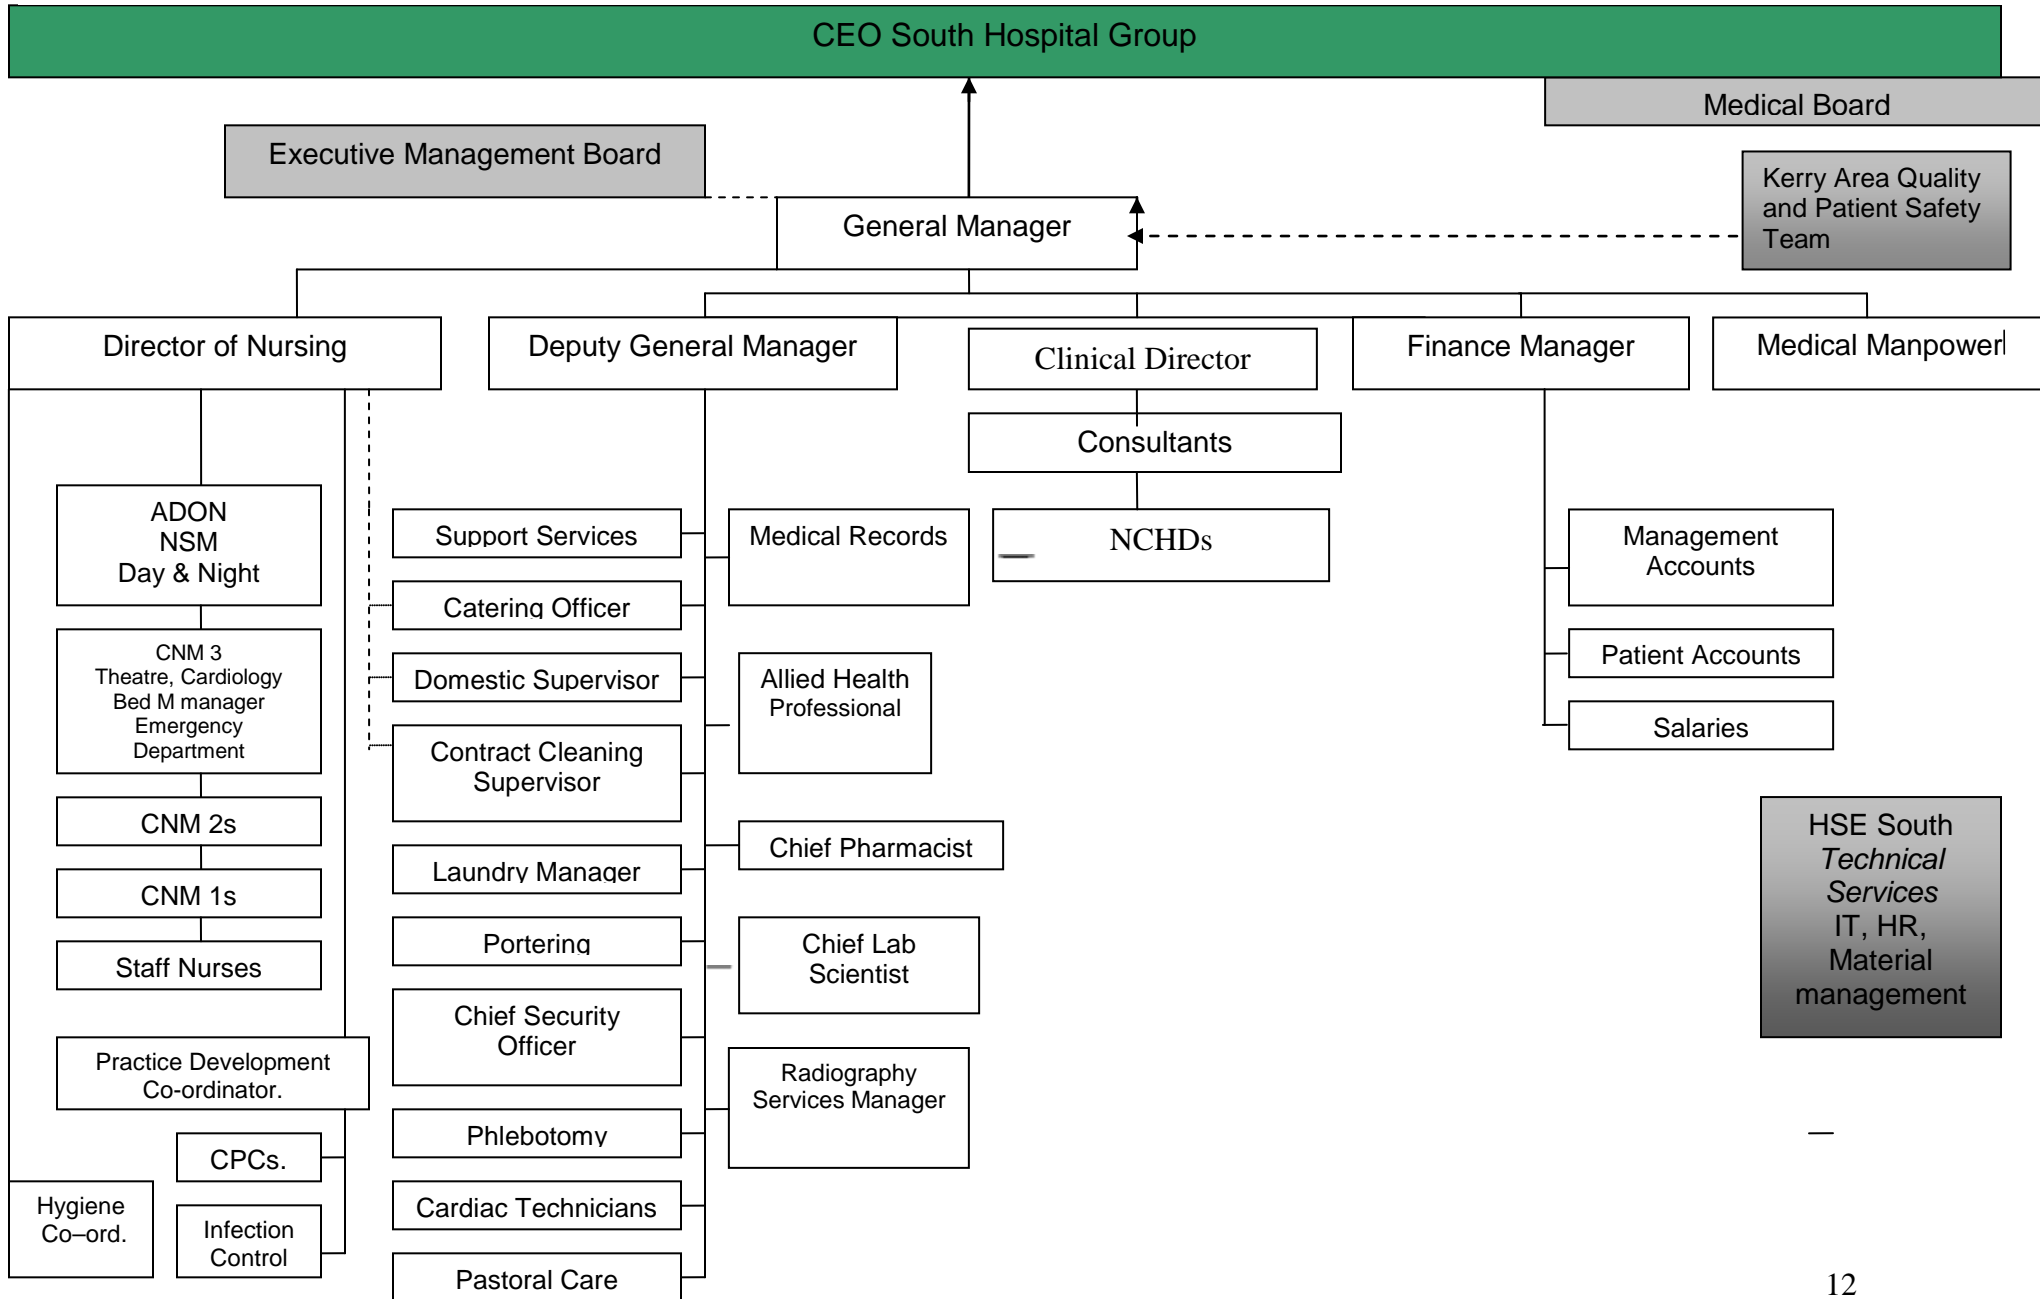 CEO South Hospital Group
Medical Board
Executive Management Board
Kerry Area Quality
and Patient Safety
Team
General Manager
Director of Nursing
Deputy General Manager
Clinical Director
Finance Manager
Medical Manpower
Consultants
ADON
NSM
Day & Night
Support Services
Medical Records
NCHDs
Management
Accounts
Catering Officer
CNM 3
Theatre, Cardiology
Bed M manager
Emergency
Department
Domestic Supervisor
Allied Health
Professional
Patient Accounts
Salaries
Contract Cleaning
Supervisor
CNM 2s
Chief Pharmacist
HSE South
Technical
Services
IT, HR,
Material
management
Laundry Manager
CNM 1s
Portering
Chief Lab
Scientist
Staff Nurses
Chief Security
Officer
Practice Development
Co-ordinator.
Radiography
Services Manager
Phlebotomy
CPCs.
Hygiene
Co–ord.
Cardiac Technicians
Infection
Control
Pastoral Care
12